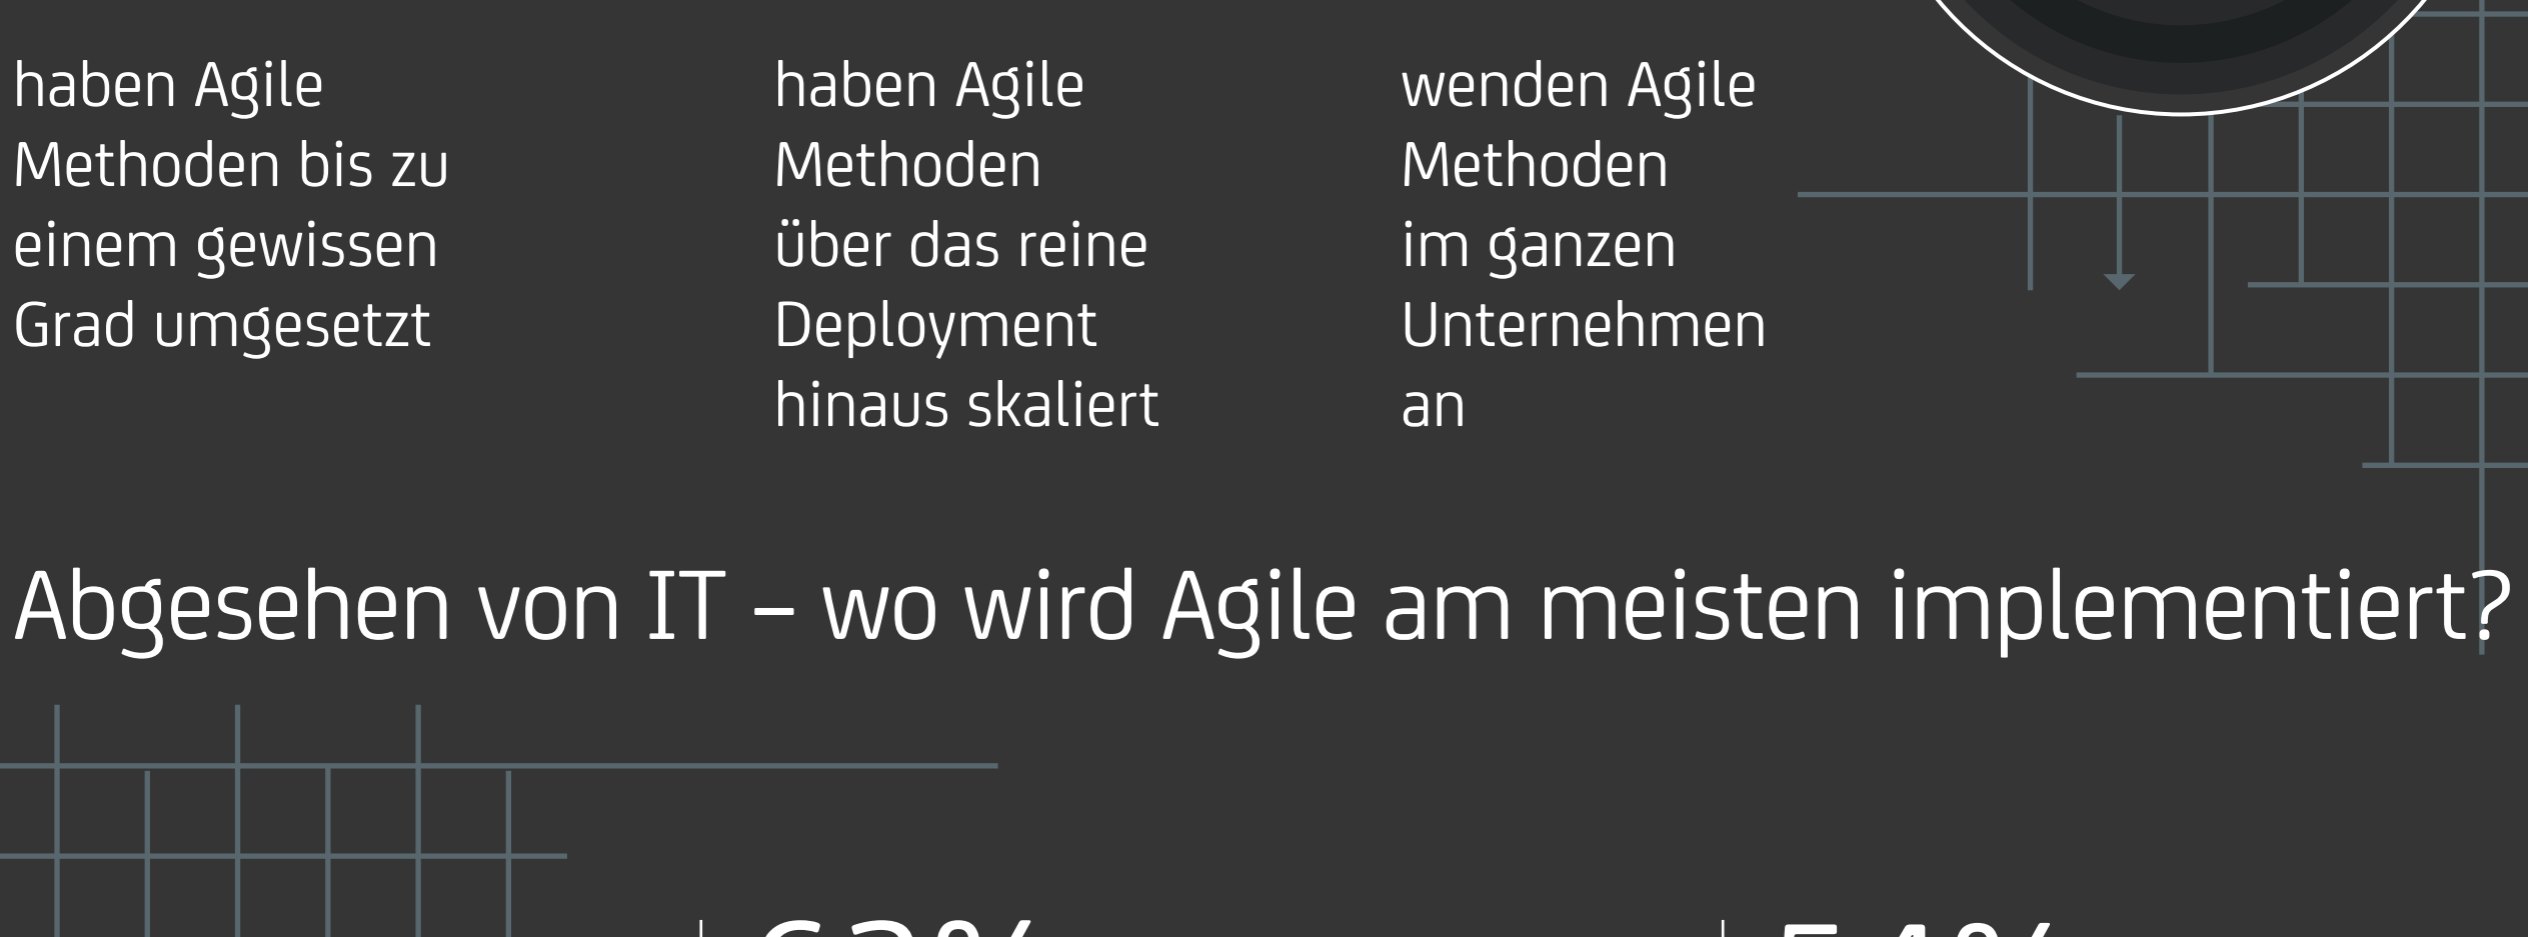 haben Agile
Methoden bis zu
einem gewissen
Grad umgesetzt
haben Agile
Methoden
über das reine
Deployment
hinaus skaliert
wenden Agile
Methoden
im ganzen
Unternehmen
an
Abgesehen von IT – wo wird Agile am meisten implementiert?